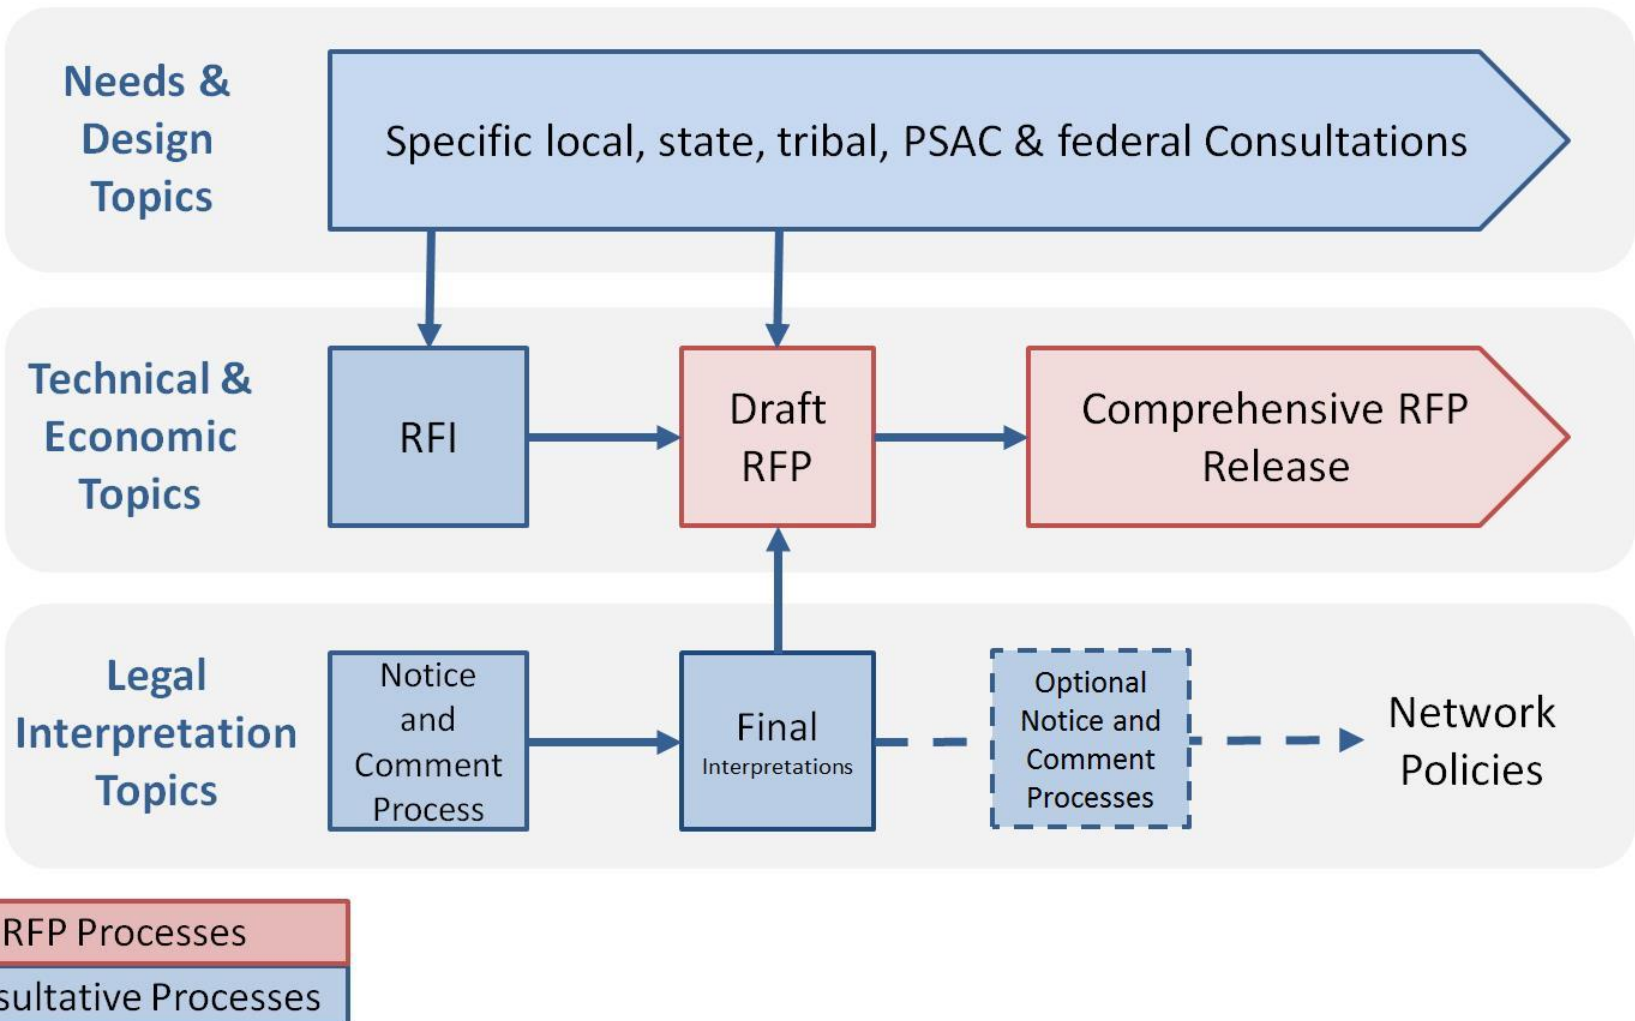 Needs &
Design
Topics
Specific local, state, tribal, PSAC & federal Consultations
Technical &
Economic
Topics
RFI
Draft
RFP
Comprehensive RFP
Release
Legal
Interpretation
Topics
Notice
and
Comment
Process
Final
Interpretations
Optional
Notice and
Comment
Processes
Network
Policies
RFP Processes
sultative Processes